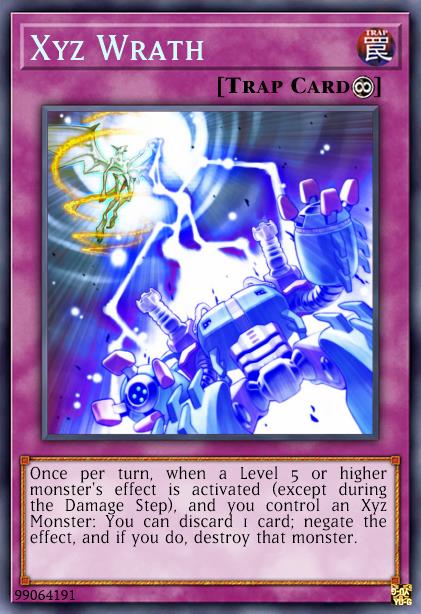 Xyz Wrath
TRAP
罠
[Trap Card]
Once per turn, when a Level 5 or higher
monster's effect is activated (except during
the Damage Step), and you control an Xyz
Monster: You can discard 1 card; negate the
effect, and if you do, destroy that monster.
99064191